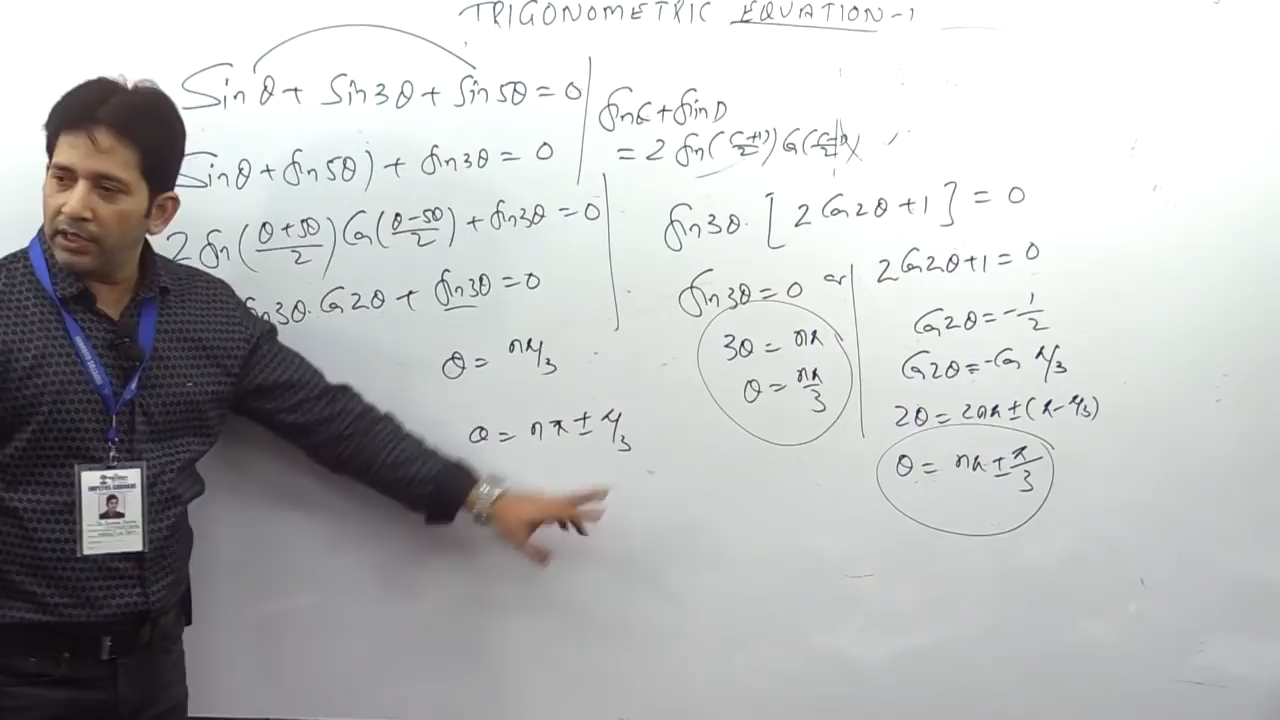 TRIGONOMETRIC EQUATION-1
Sinθ + Sin3θ + Sin5θ = 0
Sinθ + Sin5θ) + Sin3θ = 0
2 Sin(θ+5θ/2) Cos(θ-5θ/2) + Sin3θ = 0
Sin3θ. Cos2θ + Sin3θ = 0
θ = nπ/3
θ = nπ ± π/3
SinC + SinD
= 2 Sin(C+D/2) Cos(C-D/2)
Sin3θ. [2 Cos2θ + 1] = 0
Sin3θ = 0 or
3θ = nπ
θ = nπ/3
2Cos2θ + 1 = 0
Cos2θ = -1/2
Cos2θ = -Cos π/3
2θ = 2nπ ± (π - π/3)
θ = nπ ± π/3